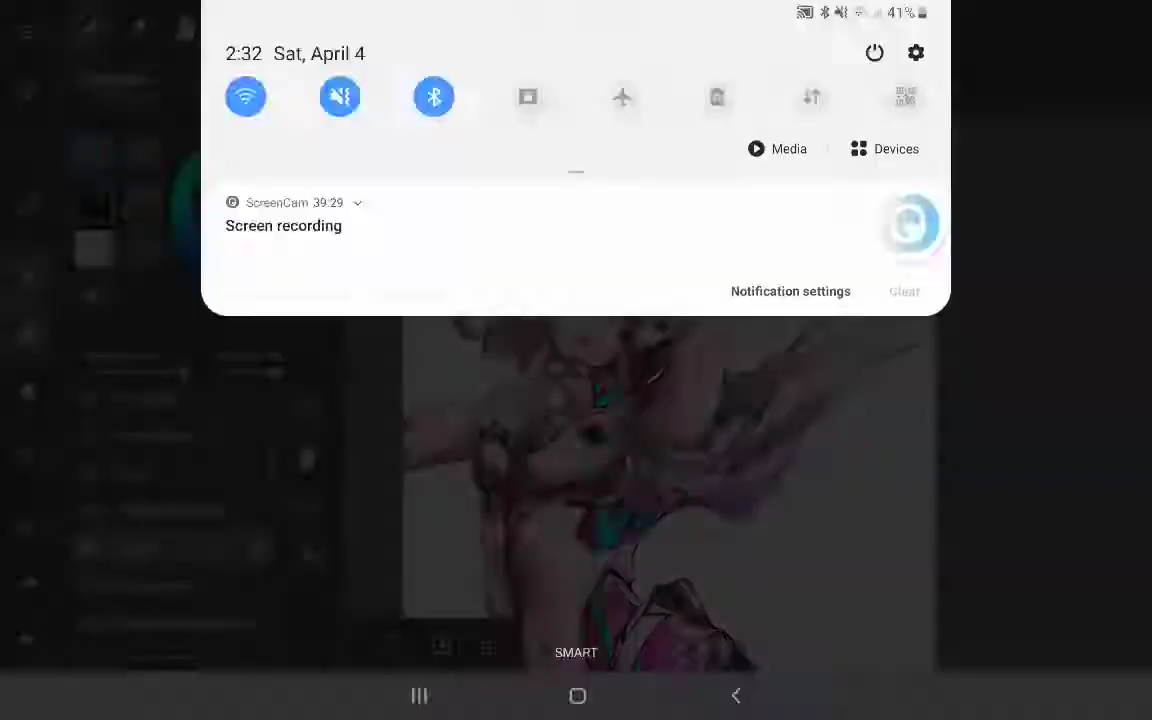 41%
2:32 Sat, April 4
Media
Devices
ScreenCam 39:29
Screen recording
Notification settings
Clear
SMART